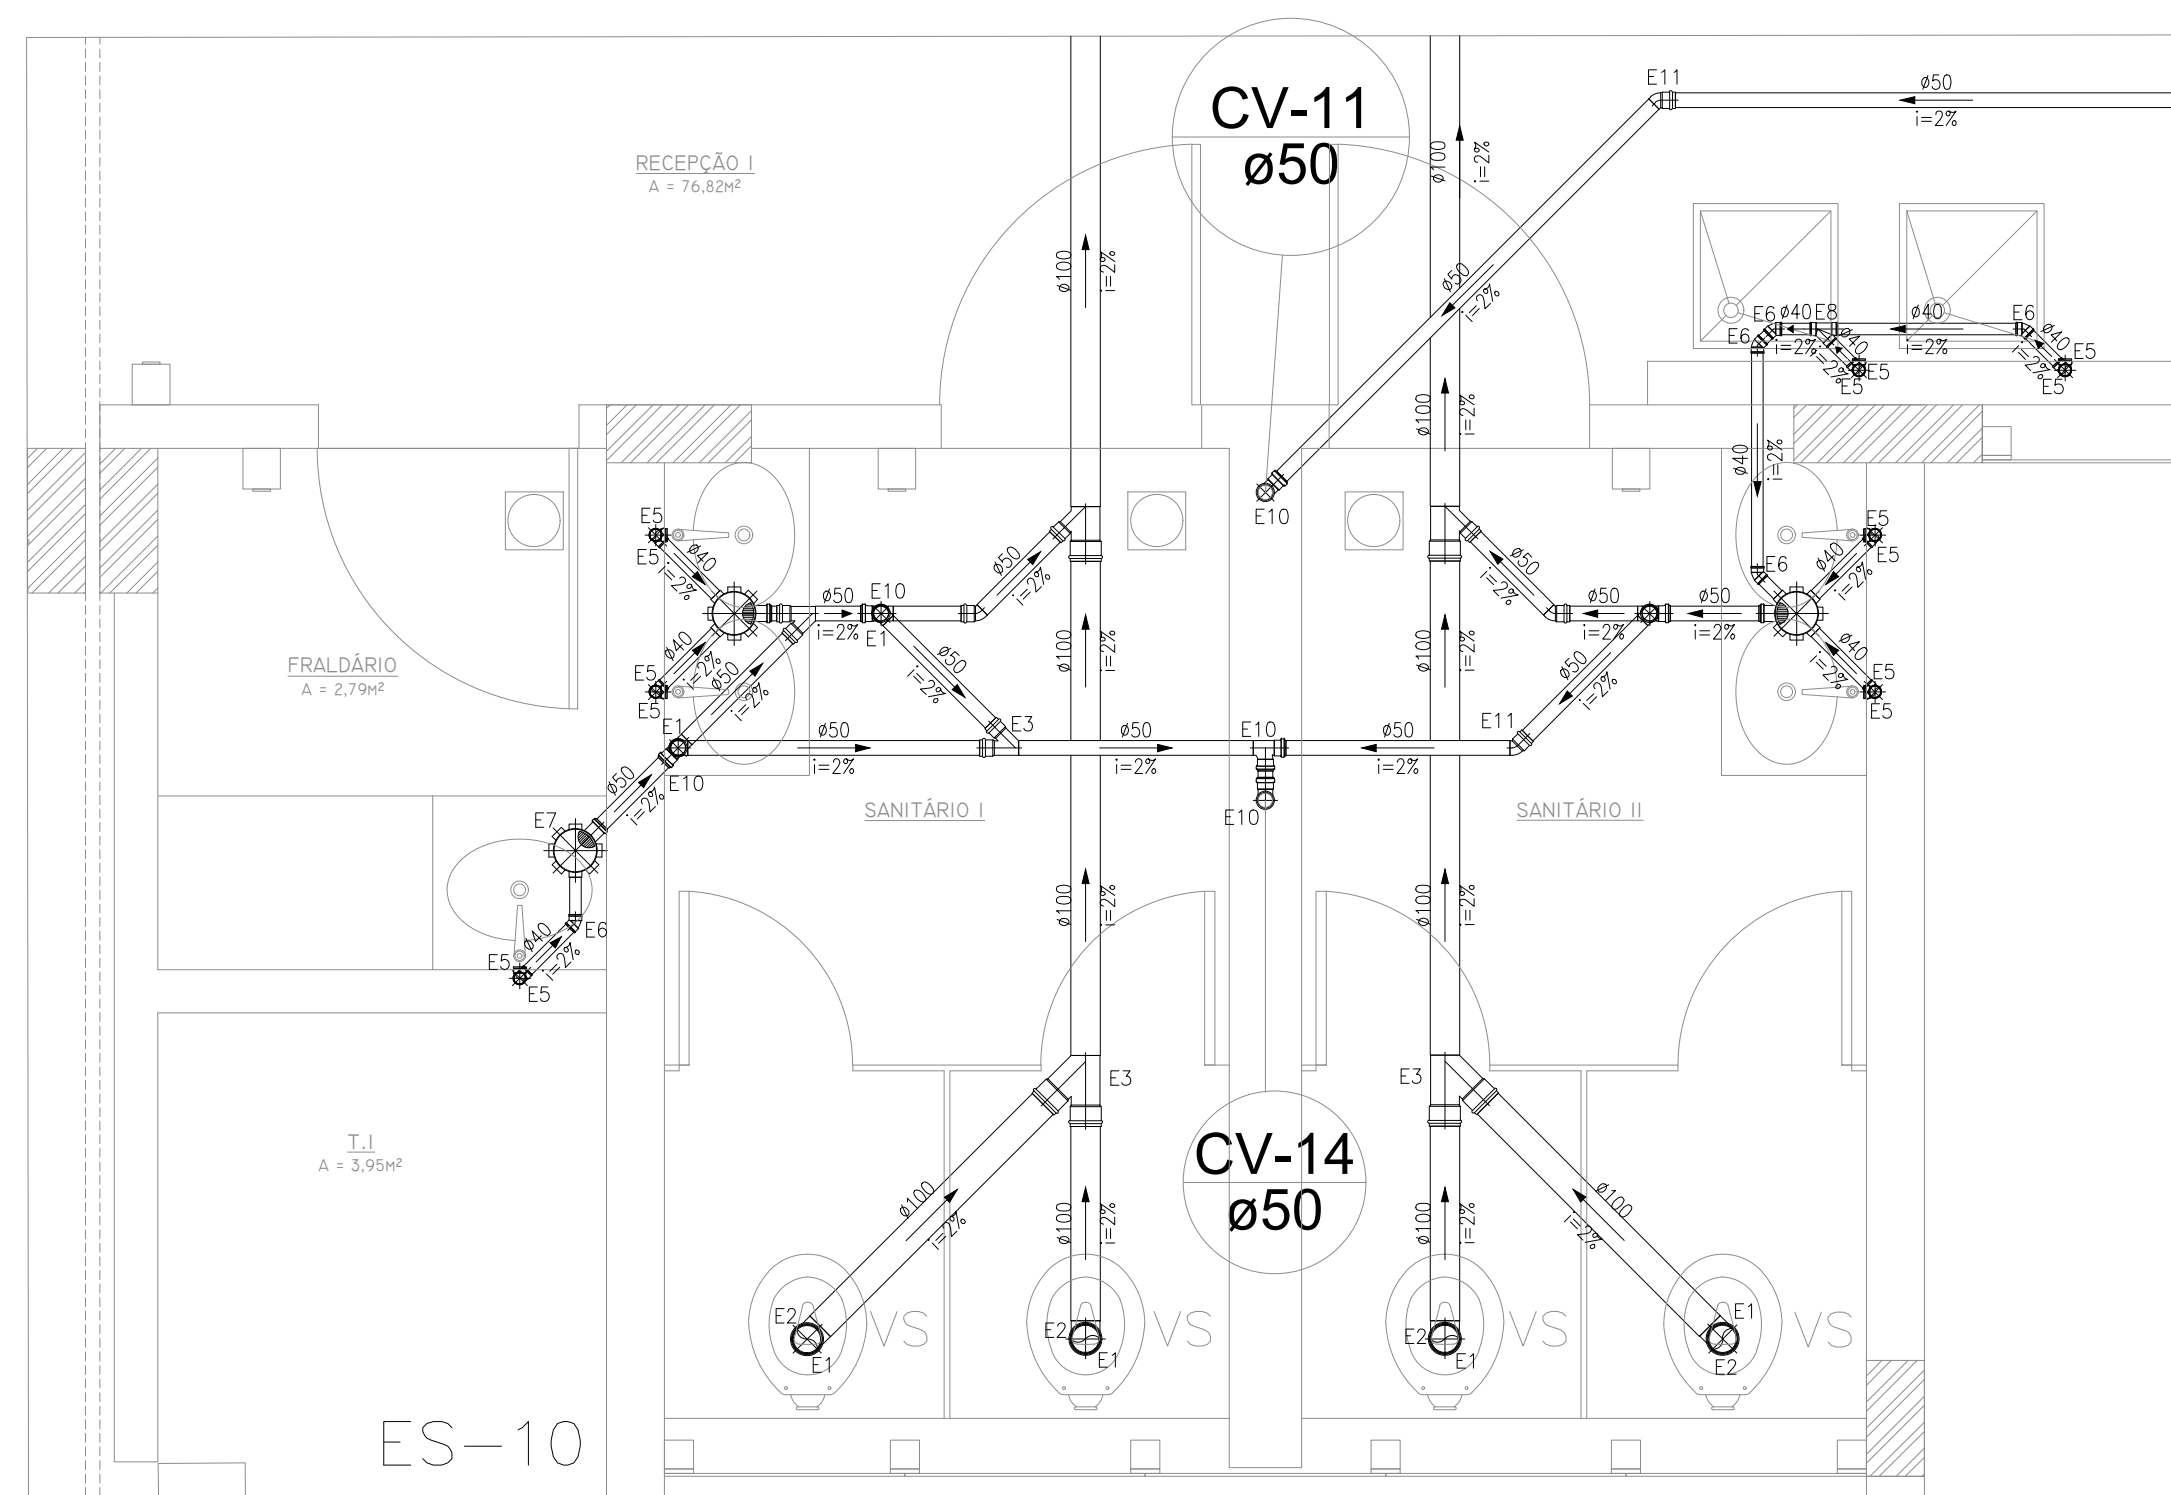 E11
ø50
i=2%
CV-11
ø50
RECEPÇÃO I
A = 76,82M²
ø100
i=2%
ø100
i=2%
ø50
i=2%
E6
ø40
E8
ø40
E6
E6
i=2%
ø40
i=2%
i=2%
E5
E5
ø40
i=2%
E5
E5
ø100
i=2%
ø40
i=2%
E10
E5
E5
ø40
i=2%
ø50
i=2%
ø50
i=2%
E6
E5
E5
ø40
i=2%
ø50
i=2%
E10
E1
ø50
i=2%
ø50
i=2%
FRALDÁRIO
A = 2,79M²
E5
E5
ø40
i=2%
ø50
i=2%
ø50
i=2%
ø100
i=2%
ø100
i=2%
ø50
i=2%
ø40
i=2%
E5
E5
E1
E10
ø50
i=2%
E3
ø50
i=2%
E10
ø50
i=2%
E11
ø50
i=2%
E7
SANITÁRIO I
E10
SANITÁRIO II
ø100
i=2%
ø100
i=2%
E6
ø40
i=2%
E5
E5
E3
E3
T.I
A = 3,95M²
CV-14
ø50
ø100
i=2%
ø100
i=2%
ø100
i=2%
ø100
i=2%
E2
E1
VS
E2
E1
VS
E2
E1
VS
E1
E2
VS
ES-10